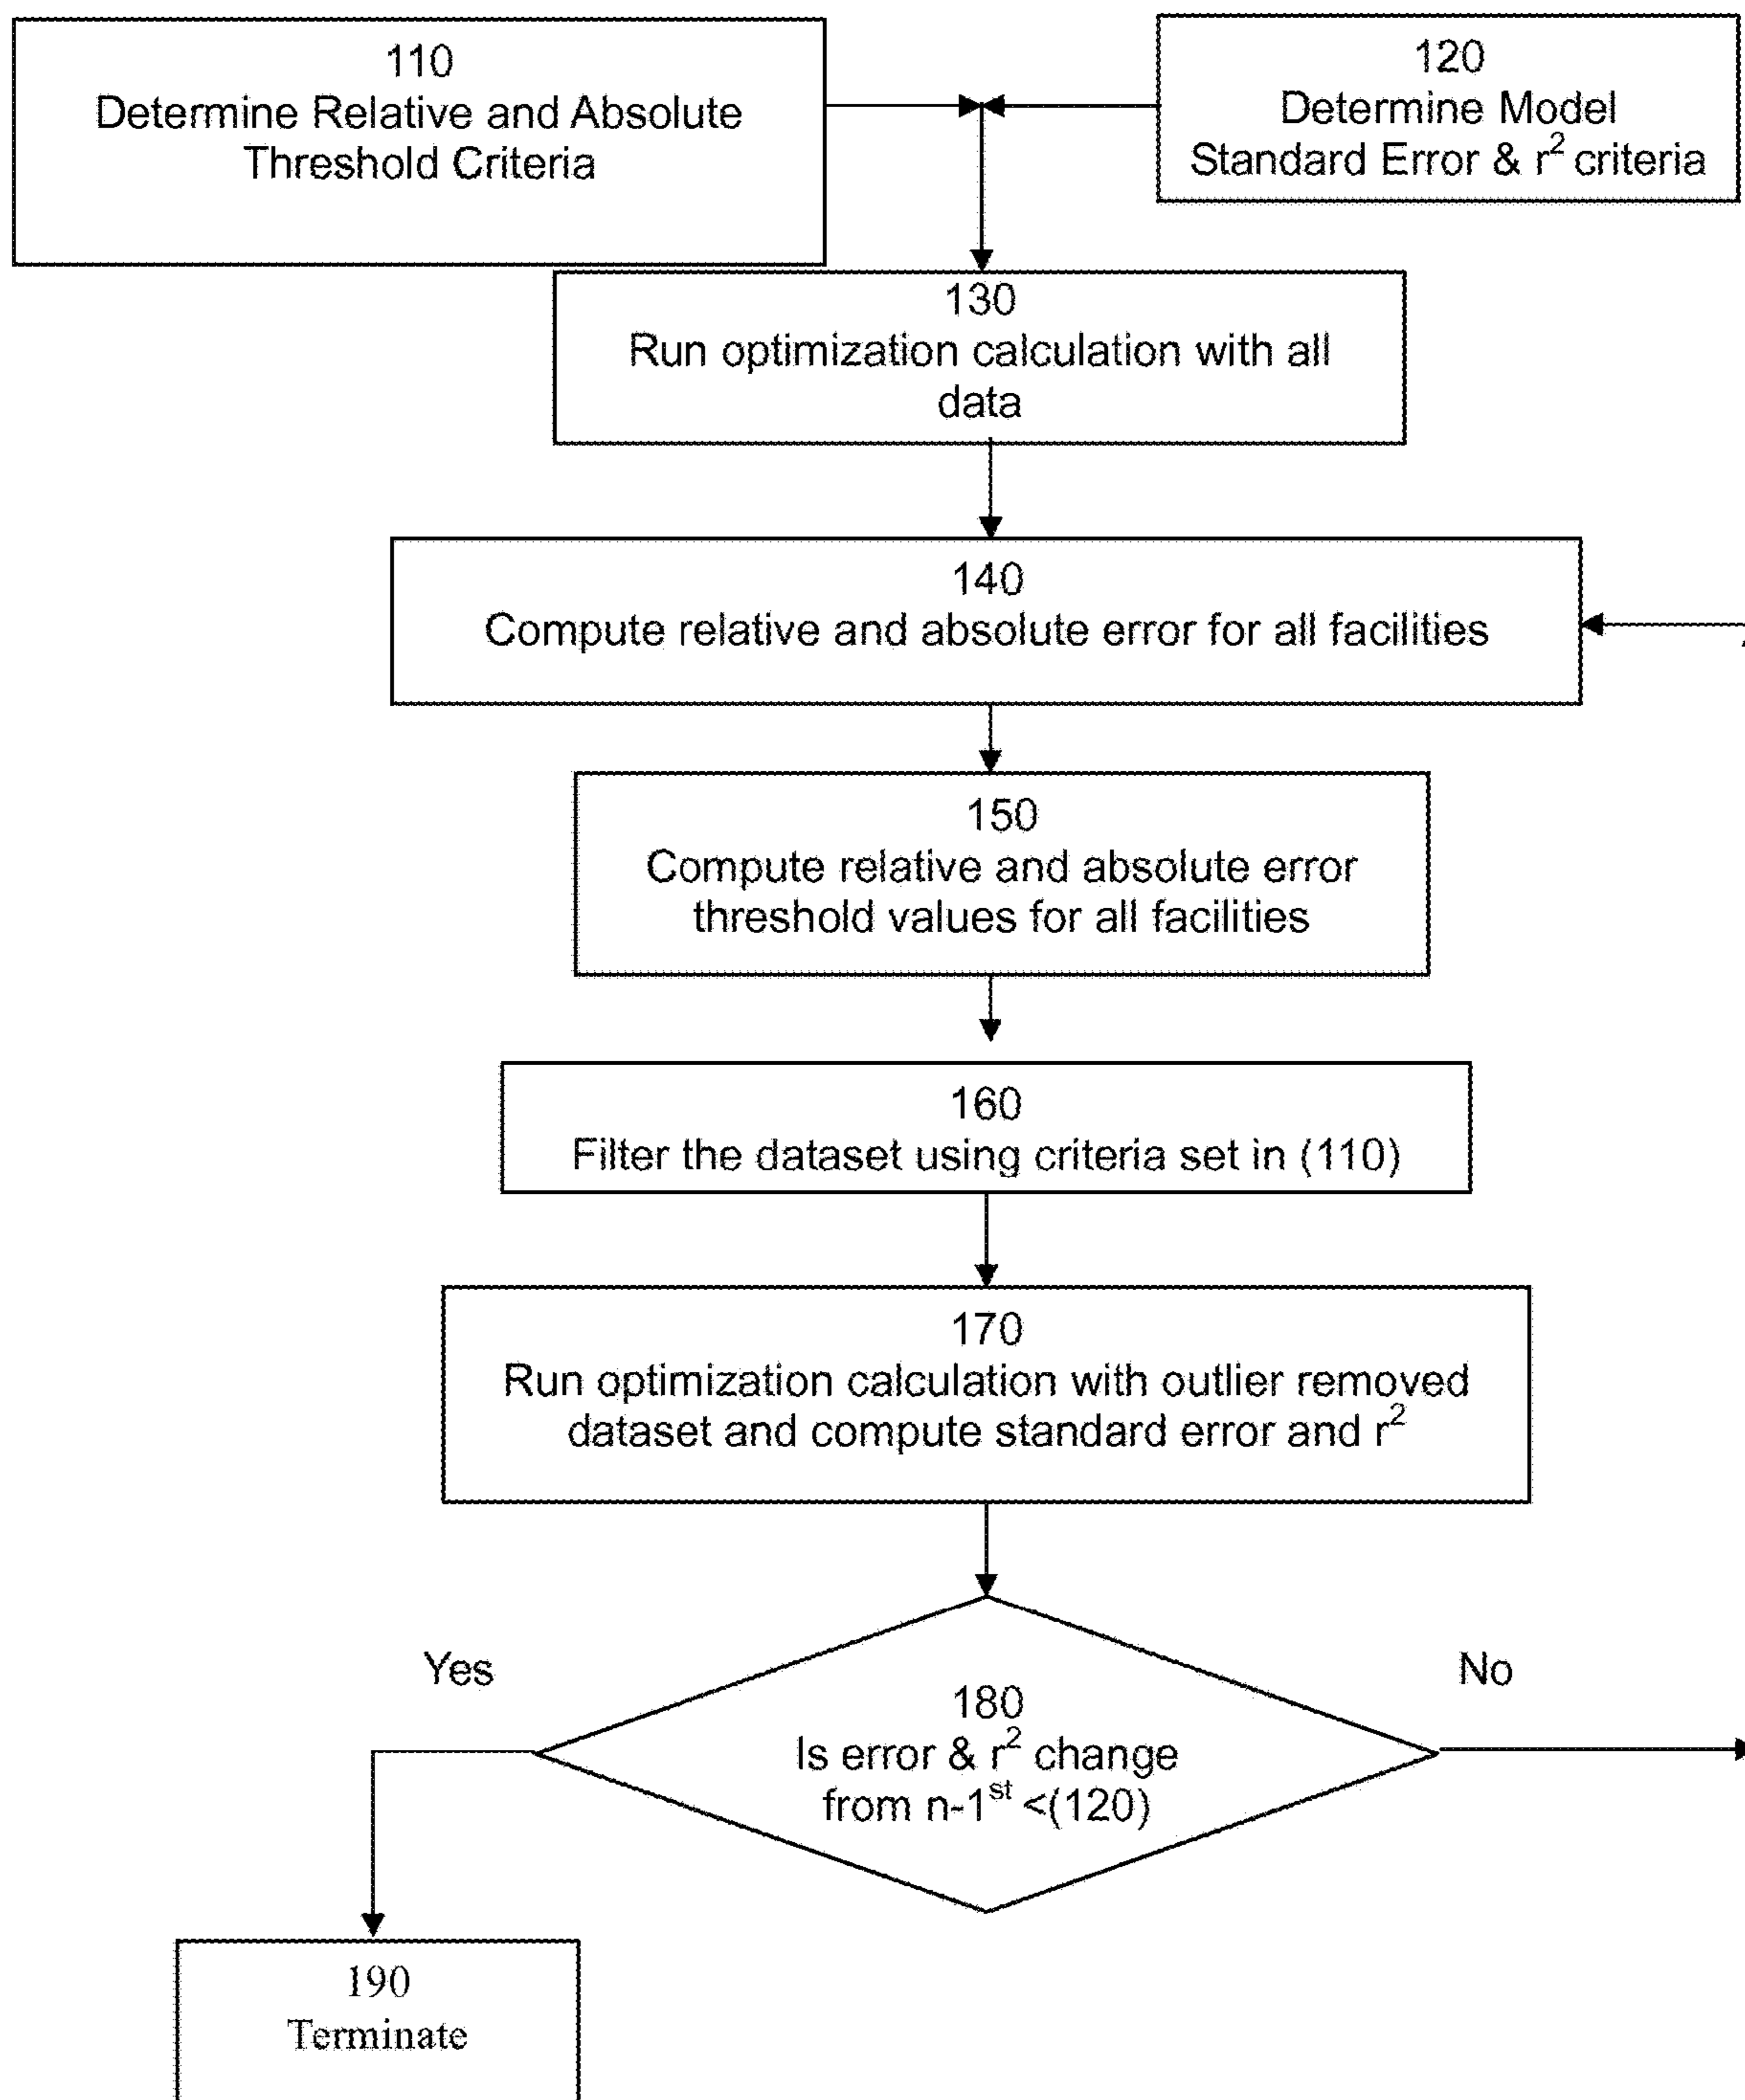 110
Determine Relative and Absolute
Threshold Criteria
120
Determine Model
Standard Error & r² criteria
130
Run optimization calculation with all
data
140
Compute relative and absolute error for all facilities
150
Compute relative and absolute error
threshold values for all facilities
160
Filter the dataset using criteria set in (110)
170
Run optimization calculation with outlier removed
dataset and compute standard error and r²
Yes
No
180
Is error & r² change
from n-1ˢᵗ <(120)
190
Terminate